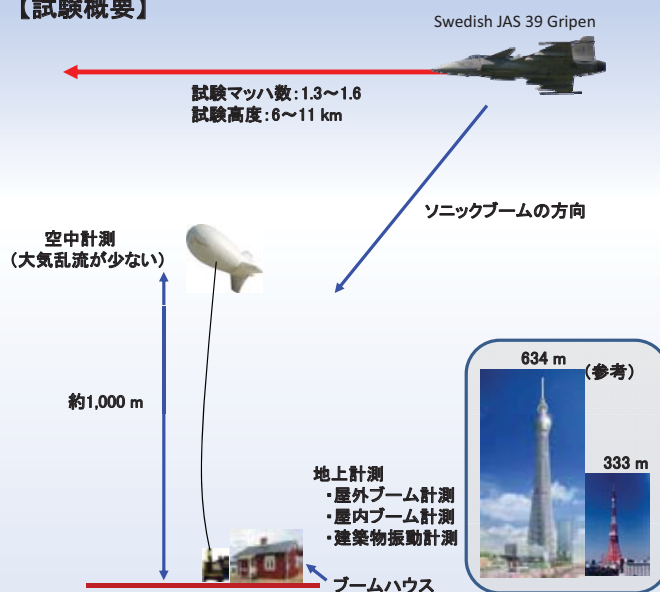 【試験概要】
Swedish JAS 39 Gripen
試験マッハ数：1.3～1.6
試験高度：6～11 km
ソニックブームの方向
空中計測
（大気乱流が少ない）
約1,000 m
634 m
（参考）
333 m
地上計測
・屋外ブーム計測
・屋内ブーム計測
・建築物振動計測
ブームハウス